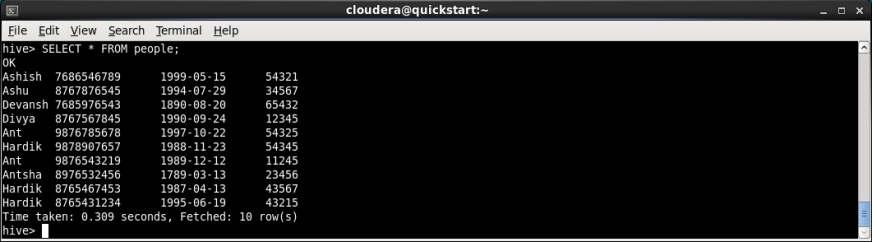 cloudera@quickstart:~
File Edit View Search Terminal Help
hive> SELECT * FROM people;
OK
Ashish 7686546789 1999-05-15 54321
Ashu 8767876545 1994-07-29 34567
Devansh 7685976543 1890-08-20 65432
Divya 8767567845 1990-09-24 12345
Ant 9876785678 1997-10-22 54325
Hardik 9878907657 1988-11-23 54345
Ant 9876543219 1989-12-12 11245
Antsha 8976532456 1789-03-13 23456
Hardik 8765467453 1987-04-13 43567
Hardik 8765431234 1995-06-19 43215
Time taken: 0.309 seconds, Fetched: 10 row(s)
hive>